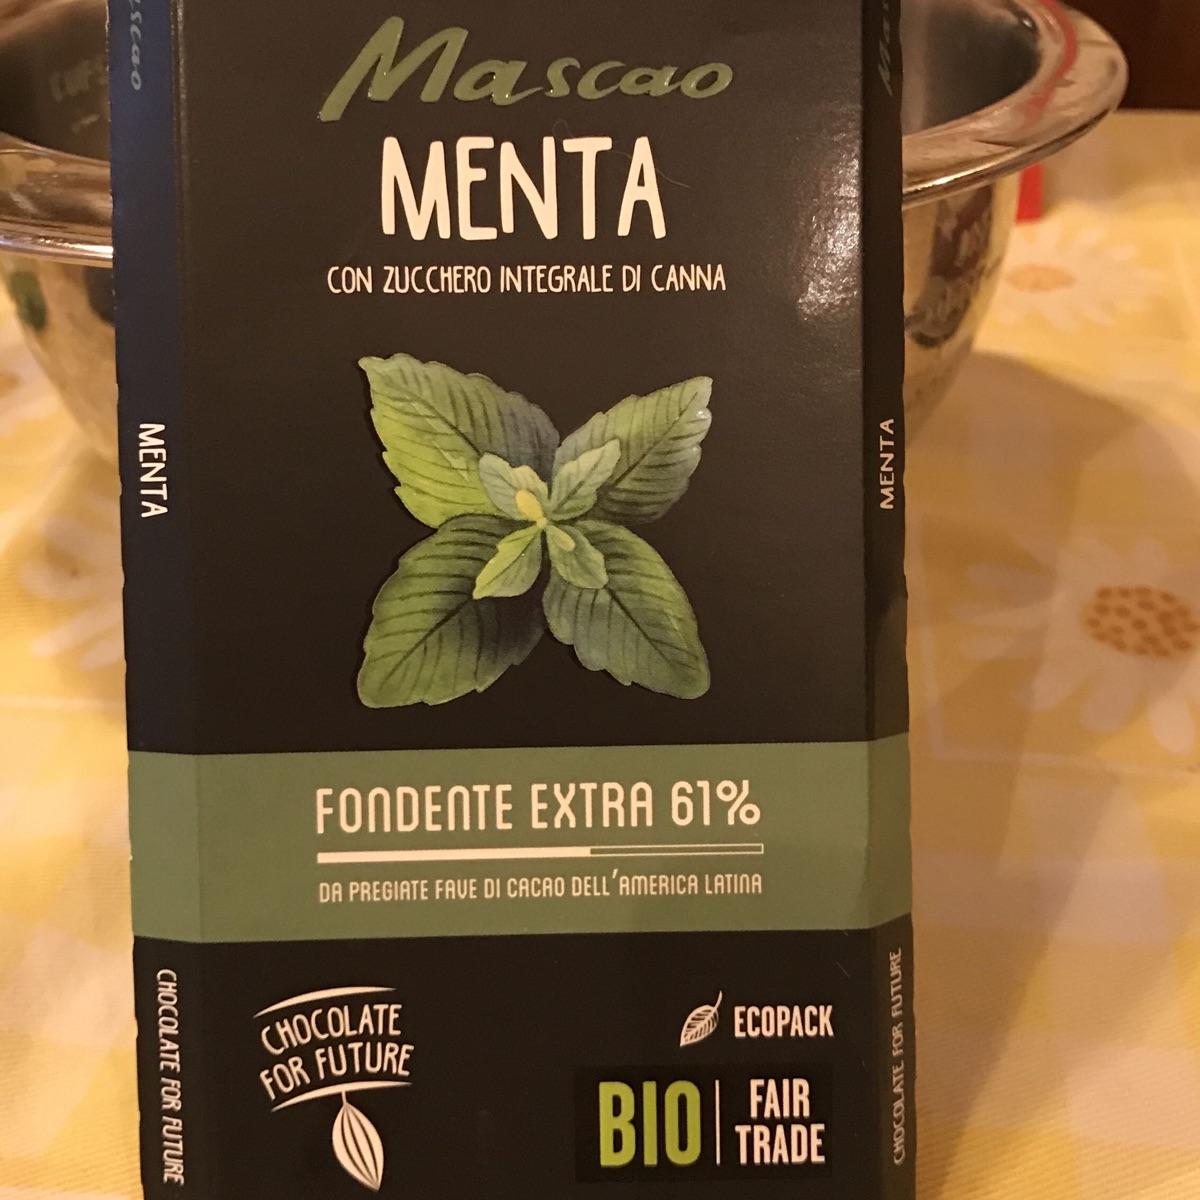 Mascao
MENTA
CON ZUCCHERO INTEGRALE DI CANNA
FONDENTE EXTRA 61%
DA PREGIATE FAVE DI CACAO DELL'AMERICA LATINA
CHOCOLATE
FOR FUTURE
ECOPACK
BIO
FAIR
TRADE
MENTA
CHOCOLATE FOR FUTURE
MENTA
CHOCOLATE FOR FUTURE